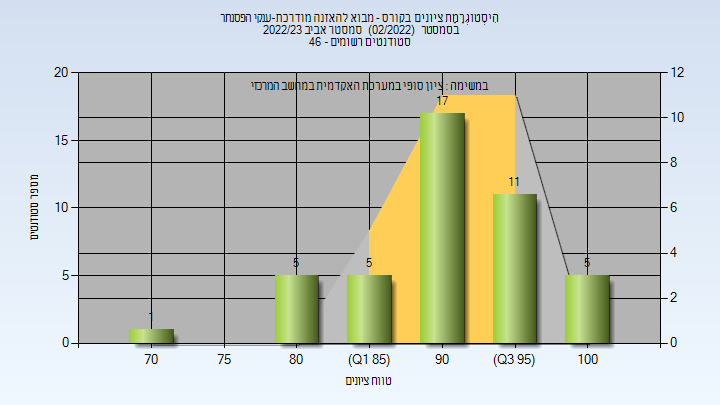 היסטוגרמת ציונים בקורס - מבוא להאזנה מודרכת-ענקי הפסנתר
בסמסטר (02/2022) סמסטר אביב 2022/23
סטודנטים רשומים - 46
במשימה : ציון סופי במערכת האקדמית במחשב המרכזי
20
15
10
5
0
12
10
8
6
4
2
0
מספר סטודנטים
1
5
5
17
11
5
70
75
80
(Q1 85)
90
(Q3 95)
100
טווח ציונים